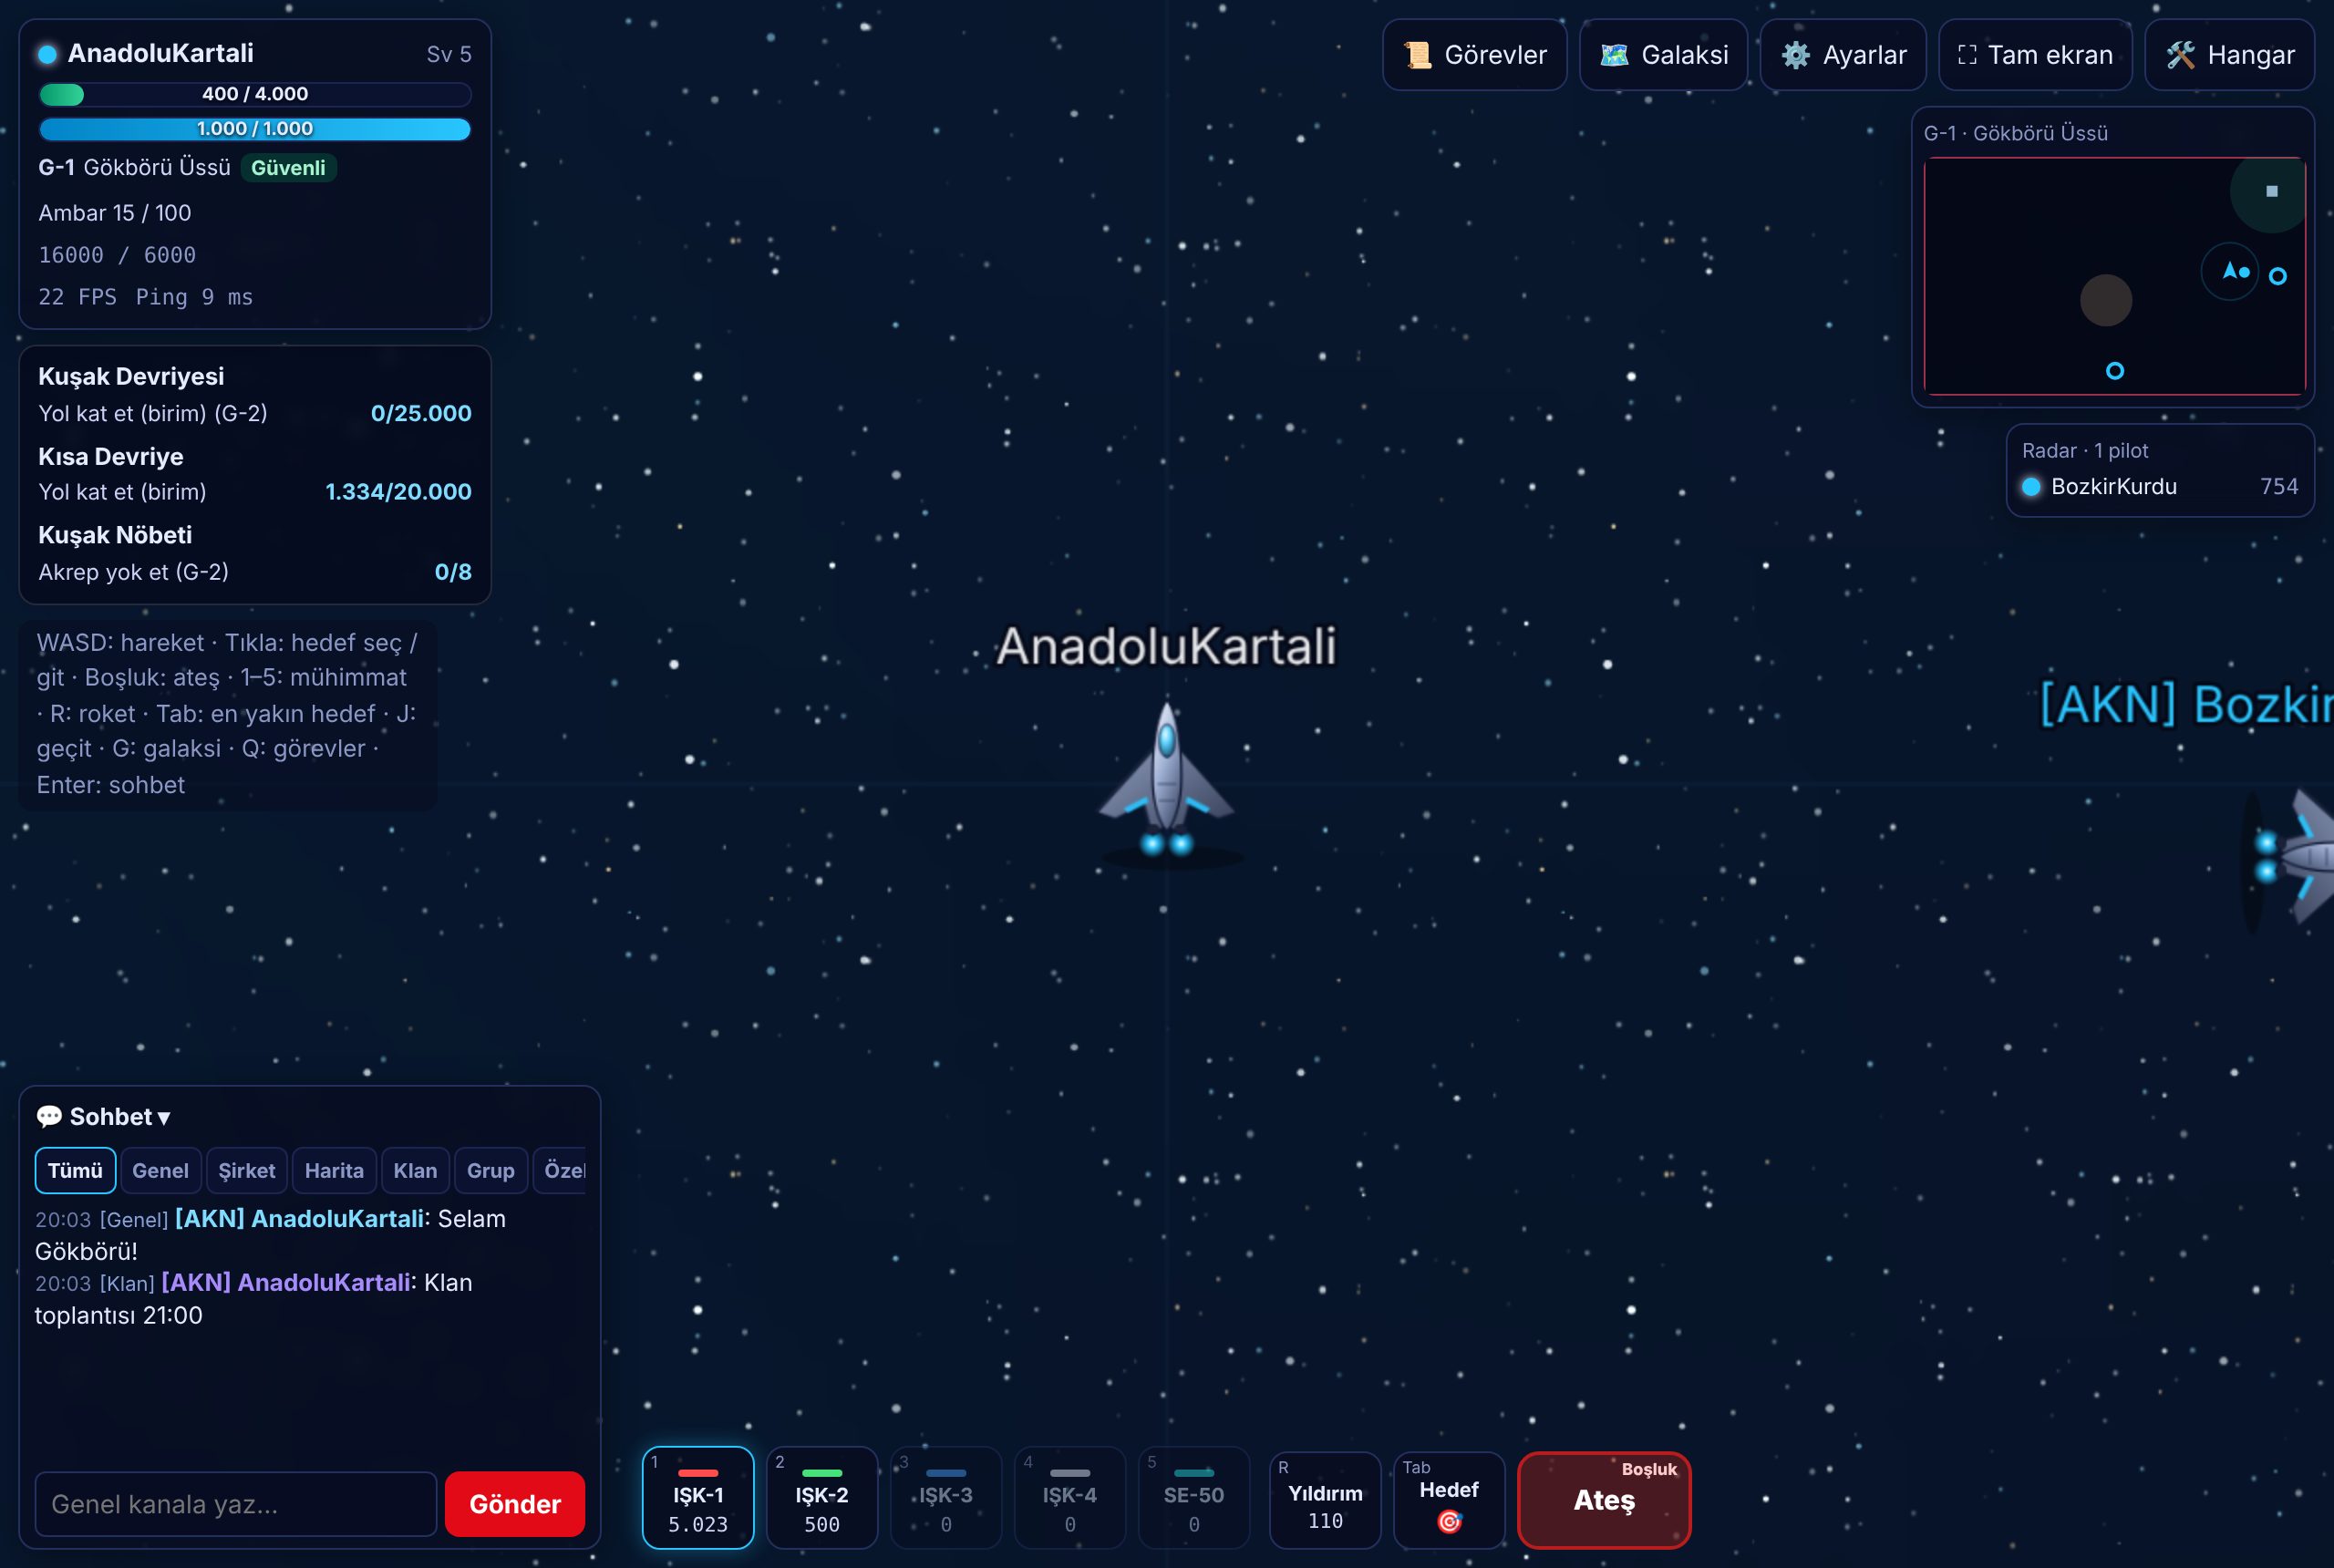 AnadoluKartali Sv 5
400 / 4.000
1.000 / 1.000
G-1 Gökbörü Üssü Güvenli
Ambar 15 / 100
16000 / 6000
22 FPS Ping 9 ms
Kuşak Devriyesi
Yol kat et (birim) (G-2) 0/25.000
Kısa Devriye
Yol kat et (birim) 1.334/20.000
Kuşak Nöbeti
Akrep yok et (G-2) 0/8
WASD: hareket · Tıkla: hedef seç /
git · Boşluk: ateş · 1–5: mühimmat
· R: roket · Tab: en yakın hedef · J:
geçit · G: galaksi · Q: görevler ·
Enter: sohbet
Görevler Galaksi Ayarlar Tam ekran Hangar
G-1 · Gökbörü Üssü
Radar · 1 pilot
BozkirKurdu 754
AnadoluKartali
[AKN] Bozkir
Sohbet ▾
Tümü Genel Şirket Harita Klan Grup Özel
20:03 [Genel] [AKN] AnadoluKartali: Selam
Gökbörü!
20:03 [Klan] [AKN] AnadoluKartali: Klan
toplantısı 21:00
Genel kanala yaz... Gönder
1 IŞK-1 5.023
2 IŞK-2 500
3 IŞK-3 0
4 IŞK-4 0
5 SE-50 0
R Yıldırım 110
Tab Hedef
Boşluk Ateş